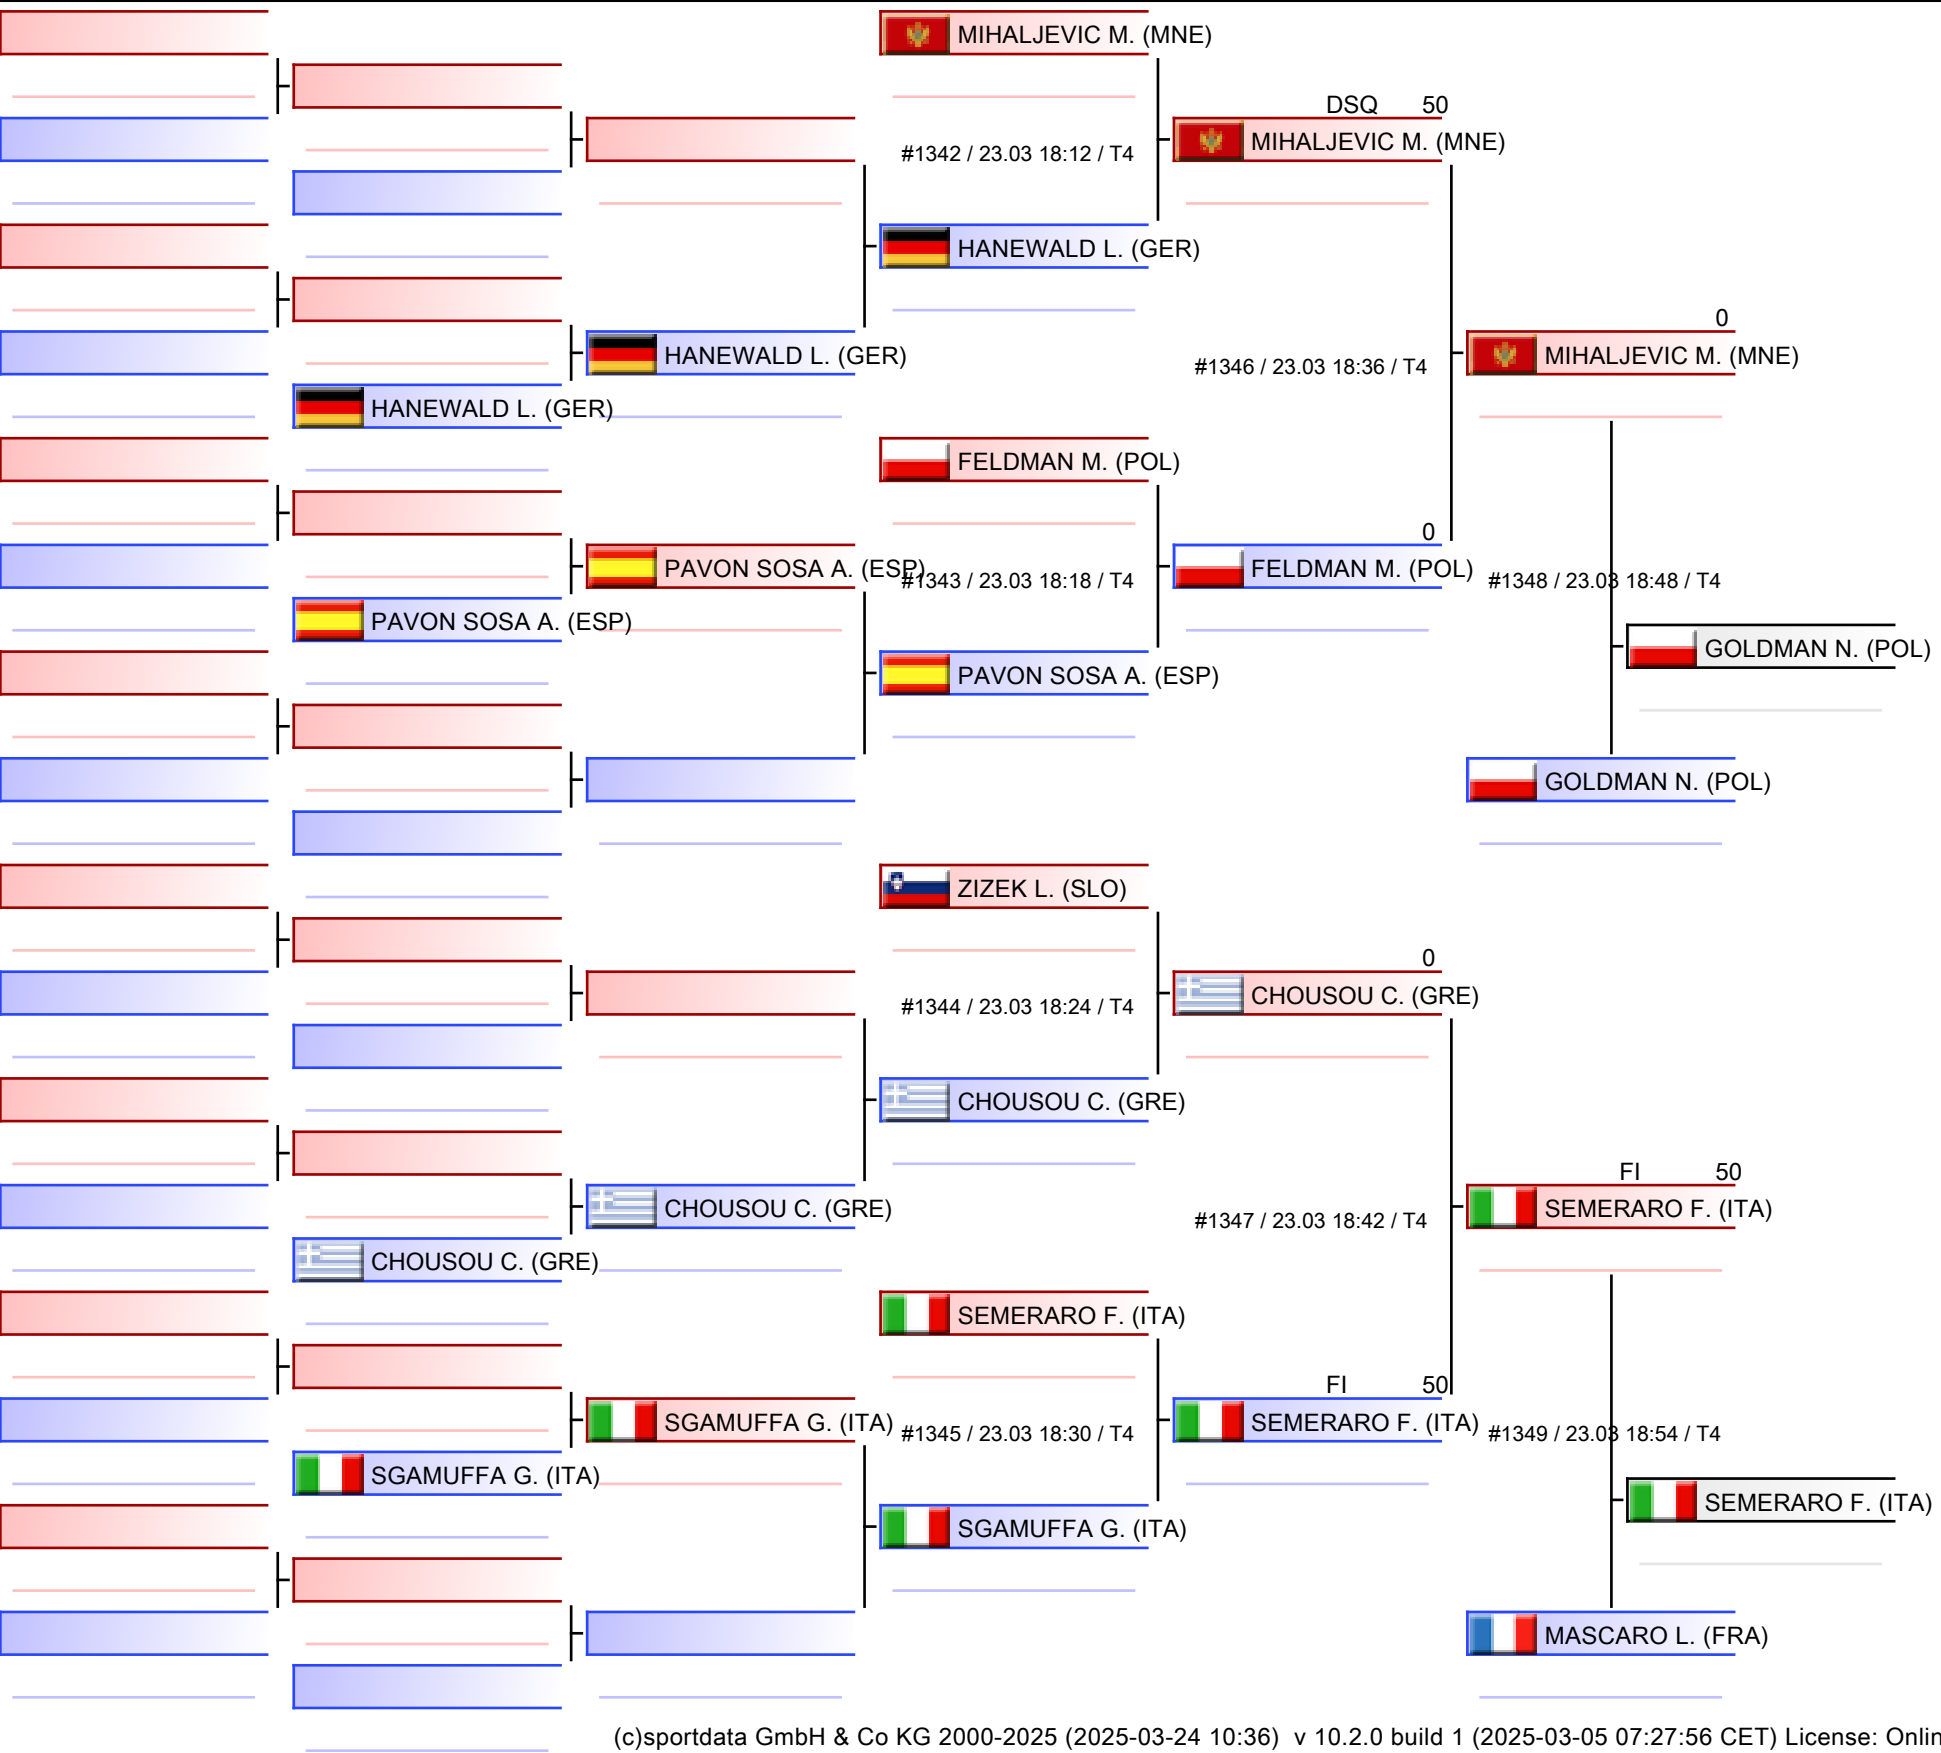 MIHALJEVIC M. (MNE)
DSQ 50
MIHALJEVIC M. (MNE)
#1342 / 23.03 18:12 / T4
HANEWALD L. (GER)
0
HANEWALD L. (GER)
MIHALJEVIC M. (MNE)
#1346 / 23.03 18:36 / T4
HANEWALD L. (GER)
FELDMAN M. (POL)
0
PAVON SOSA A. (ESP)
#1343 / 23.03 18:18 / T4
FELDMAN M. (POL)
#1348 / 23.03 18:48 / T4
PAVON SOSA A. (ESP)
GOLDMAN N. (POL)
PAVON SOSA A. (ESP)
GOLDMAN N. (POL)
ZIZEK L. (SLO)
0
CHOUSOU C. (GRE)
#1344 / 23.03 18:24 / T4
CHOUSOU C. (GRE)
FI 50
CHOUSOU C. (GRE)
SEMERARO F. (ITA)
#1347 / 23.03 18:42 / T4
CHOUSOU C. (GRE)
SEMERARO F. (ITA)
FI 50
SGAMUFFA G. (ITA)
#1345 / 23.03 18:30 / T4
SEMERARO F. (ITA)
#1349 / 23.03 18:54 / T4
SGAMUFFA G. (ITA)
SEMERARO F. (ITA)
SGAMUFFA G. (ITA)
MASCARO L. (FRA)
(c)sportdata GmbH & Co KG 2000-2025 (2025-03-24 10:36) v 10.2.0 build 1 (2025-03-05 07:27:56 CET) License: Onlin